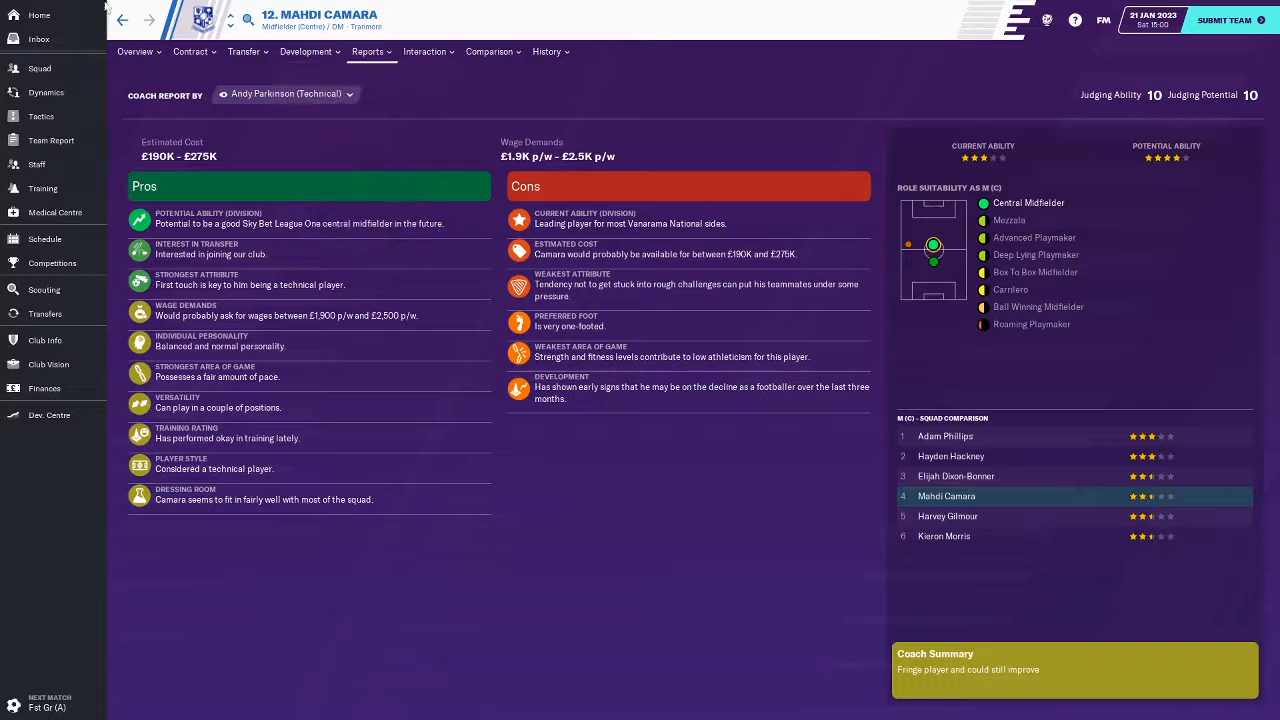 12. MAHDI CAMARA
Midfielder (Centre) / DM - Tranmere
FM
21 JAN 2023
Sat 15:00
SUBMIT TEAM
Overview
Contract
Transfer
Development
Reports
Interaction
Comparison
History
Inbox
Squad
Dynamics
Tactics
Team Report
Staff
Training
Medical Centre
Schedule
Competitions
Scouting
Transfers
Club Info
Club Vision
Finances
Dev. Centre
NEXT MATCH
Fst Gr (A)
COACH REPORT BY
Andy Parkinson (Technical)
Judging Ability 10 Judging Potential 10
Estimated Cost
£190K - £275K
Wage Demands
£1.9K p/w - £2.5K p/w
Pros
POTENTIAL ABILITY (DIVISION)
Potential to be a good Sky Bet League One central midfielder in the future.
INTEREST IN TRANSFER
Interested in joining our club.
STRONGEST ATTRIBUTE
First touch is key to him being a technical player.
WAGE DEMANDS
Would probably ask for wages between £1,900 p/w and £2,500 p/w.
INDIVIDUAL PERSONALITY
Balanced and normal personality.
STRONGEST AREA OF GAME
Possesses a fair amount of pace.
VERSATILITY
Can play in a couple of positions.
TRAINING RATING
Has performed okay in training lately.
PLAYER STYLE
Considered a technical player.
DRESSING ROOM
Camara seems to fit in fairly well with most of the squad.
Cons
CURRENT ABILITY (DIVISION)
Leading player for most Vanarama National sides.
ESTIMATED COST
Camara would probably be available for between £190K and £275K.
WEAKEST ATTRIBUTE
Tendency not to get stuck into rough challenges can put his teammates under some
pressure.
PREFERRED FOOT
Is very one-footed.
WEAKEST AREA OF GAME
Strength and fitness levels contribute to low athleticism for this player.
DEVELOPMENT
Has shown early signs that he may be on the decline as a footballer over the last three
months.
CURRENT ABILITY
POTENTIAL ABILITY
ROLE SUITABILITY AS M (C)
Central Midfielder
Mezzala
Advanced Playmaker
Deep Lying Playmaker
Box To Box Midfielder
Carrilero
Ball Winning Midfielder
Roaming Playmaker
M (C) - SQUAD COMPARISON
1 Adam Phillips
2 Hayden Hackney
3 Elijah Dixon-Bonner
4 Mahdi Camara
5 Harvey Gilmour
6 Kieron Morris
Coach Summary
Fringe player and could still improve